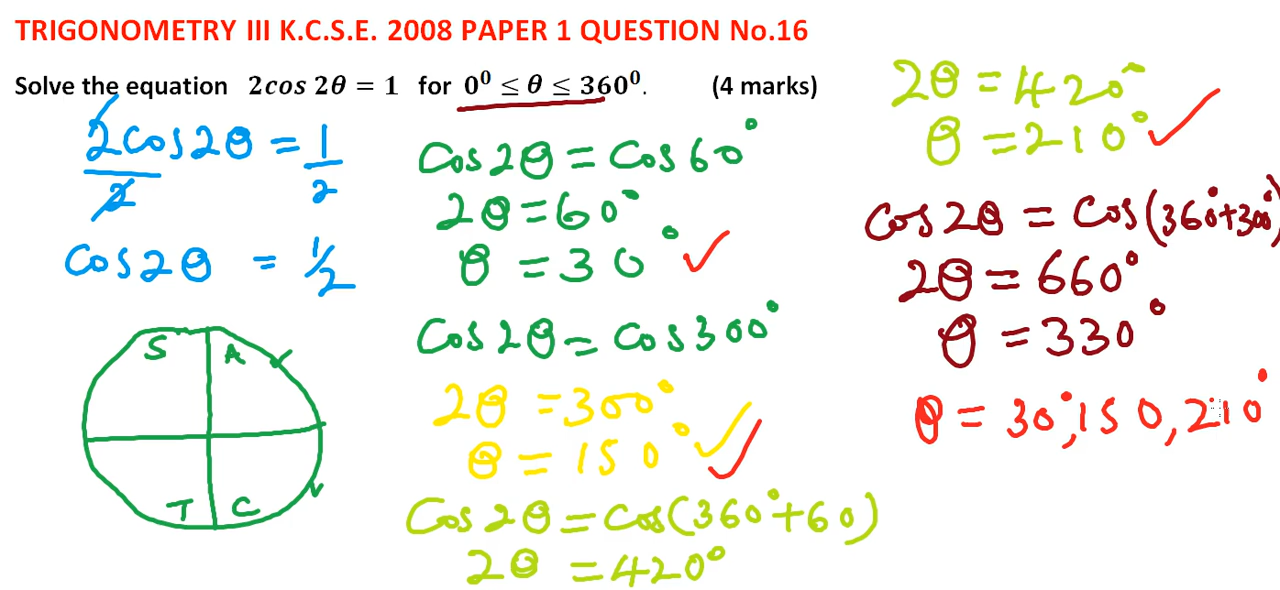 TRIGONOMETRY III K.C.S.E. 2008 PAPER 1 QUESTION No.16
Solve the equation 2cos 2θ = 1 for 0⁰ ≤ θ ≤ 360⁰. (4 marks)
2cos2θ/2 = 1/2
cos2θ = 1/2
S A
T C
Cos2θ = Cos60°
2θ = 60°
θ = 30°
Cos2θ = Cos300°
2θ = 300°
θ = 150°
Cos2θ = Cos(360°+60)
2θ = 420°
2θ = 420°
θ = 210°
Cos2θ = Cos(360°+300°)
2θ = 660°
θ = 330°
θ = 30°,150,210°